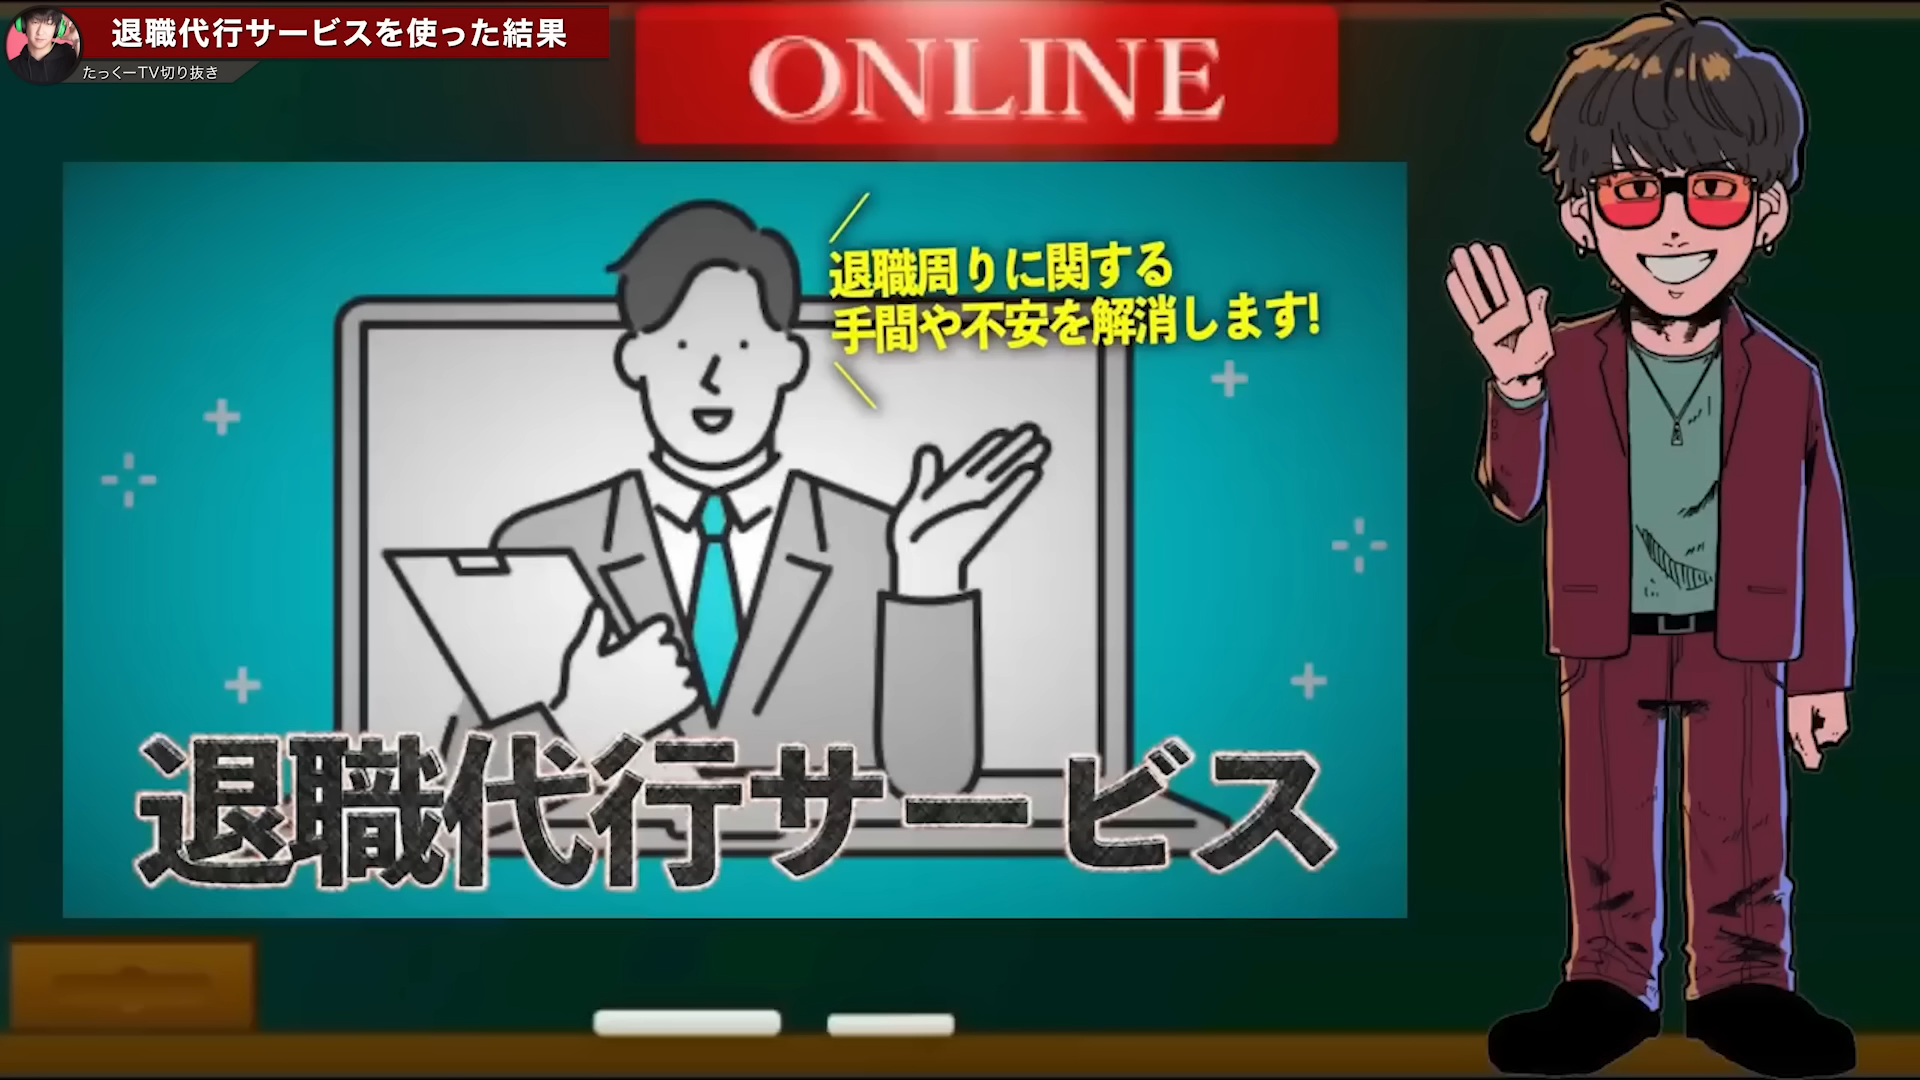 退職代行サービスを使った結果
たっくーTV切り抜き
ONLINE
退職周りに関する
手間や不安を解消します!
退職代行サービス